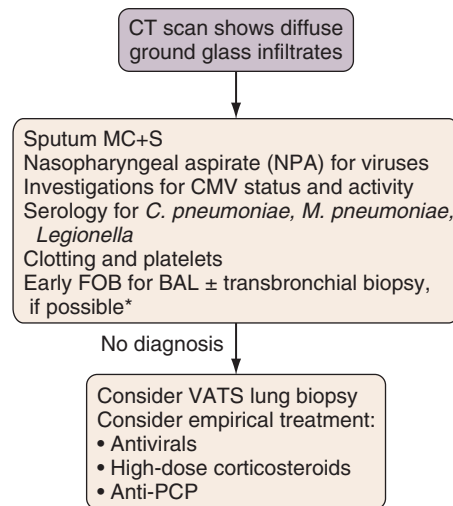 CT scan shows diffuse
ground glass infiltrates
Sputum MC+S
Nasopharyngeal aspirate (NPA) for viruses
Investigations for CMV status and activity
Serology for C. pneumoniae, M. pneumoniae,
Legionella
Clotting and platelets
Early FOB for BAL ± transbronchial biopsy,
if possible*
No diagnosis
Consider VATS lung biopsy
Consider empirical treatment:
• Antivirals
• High-dose corticosteroids
• Anti-PCP